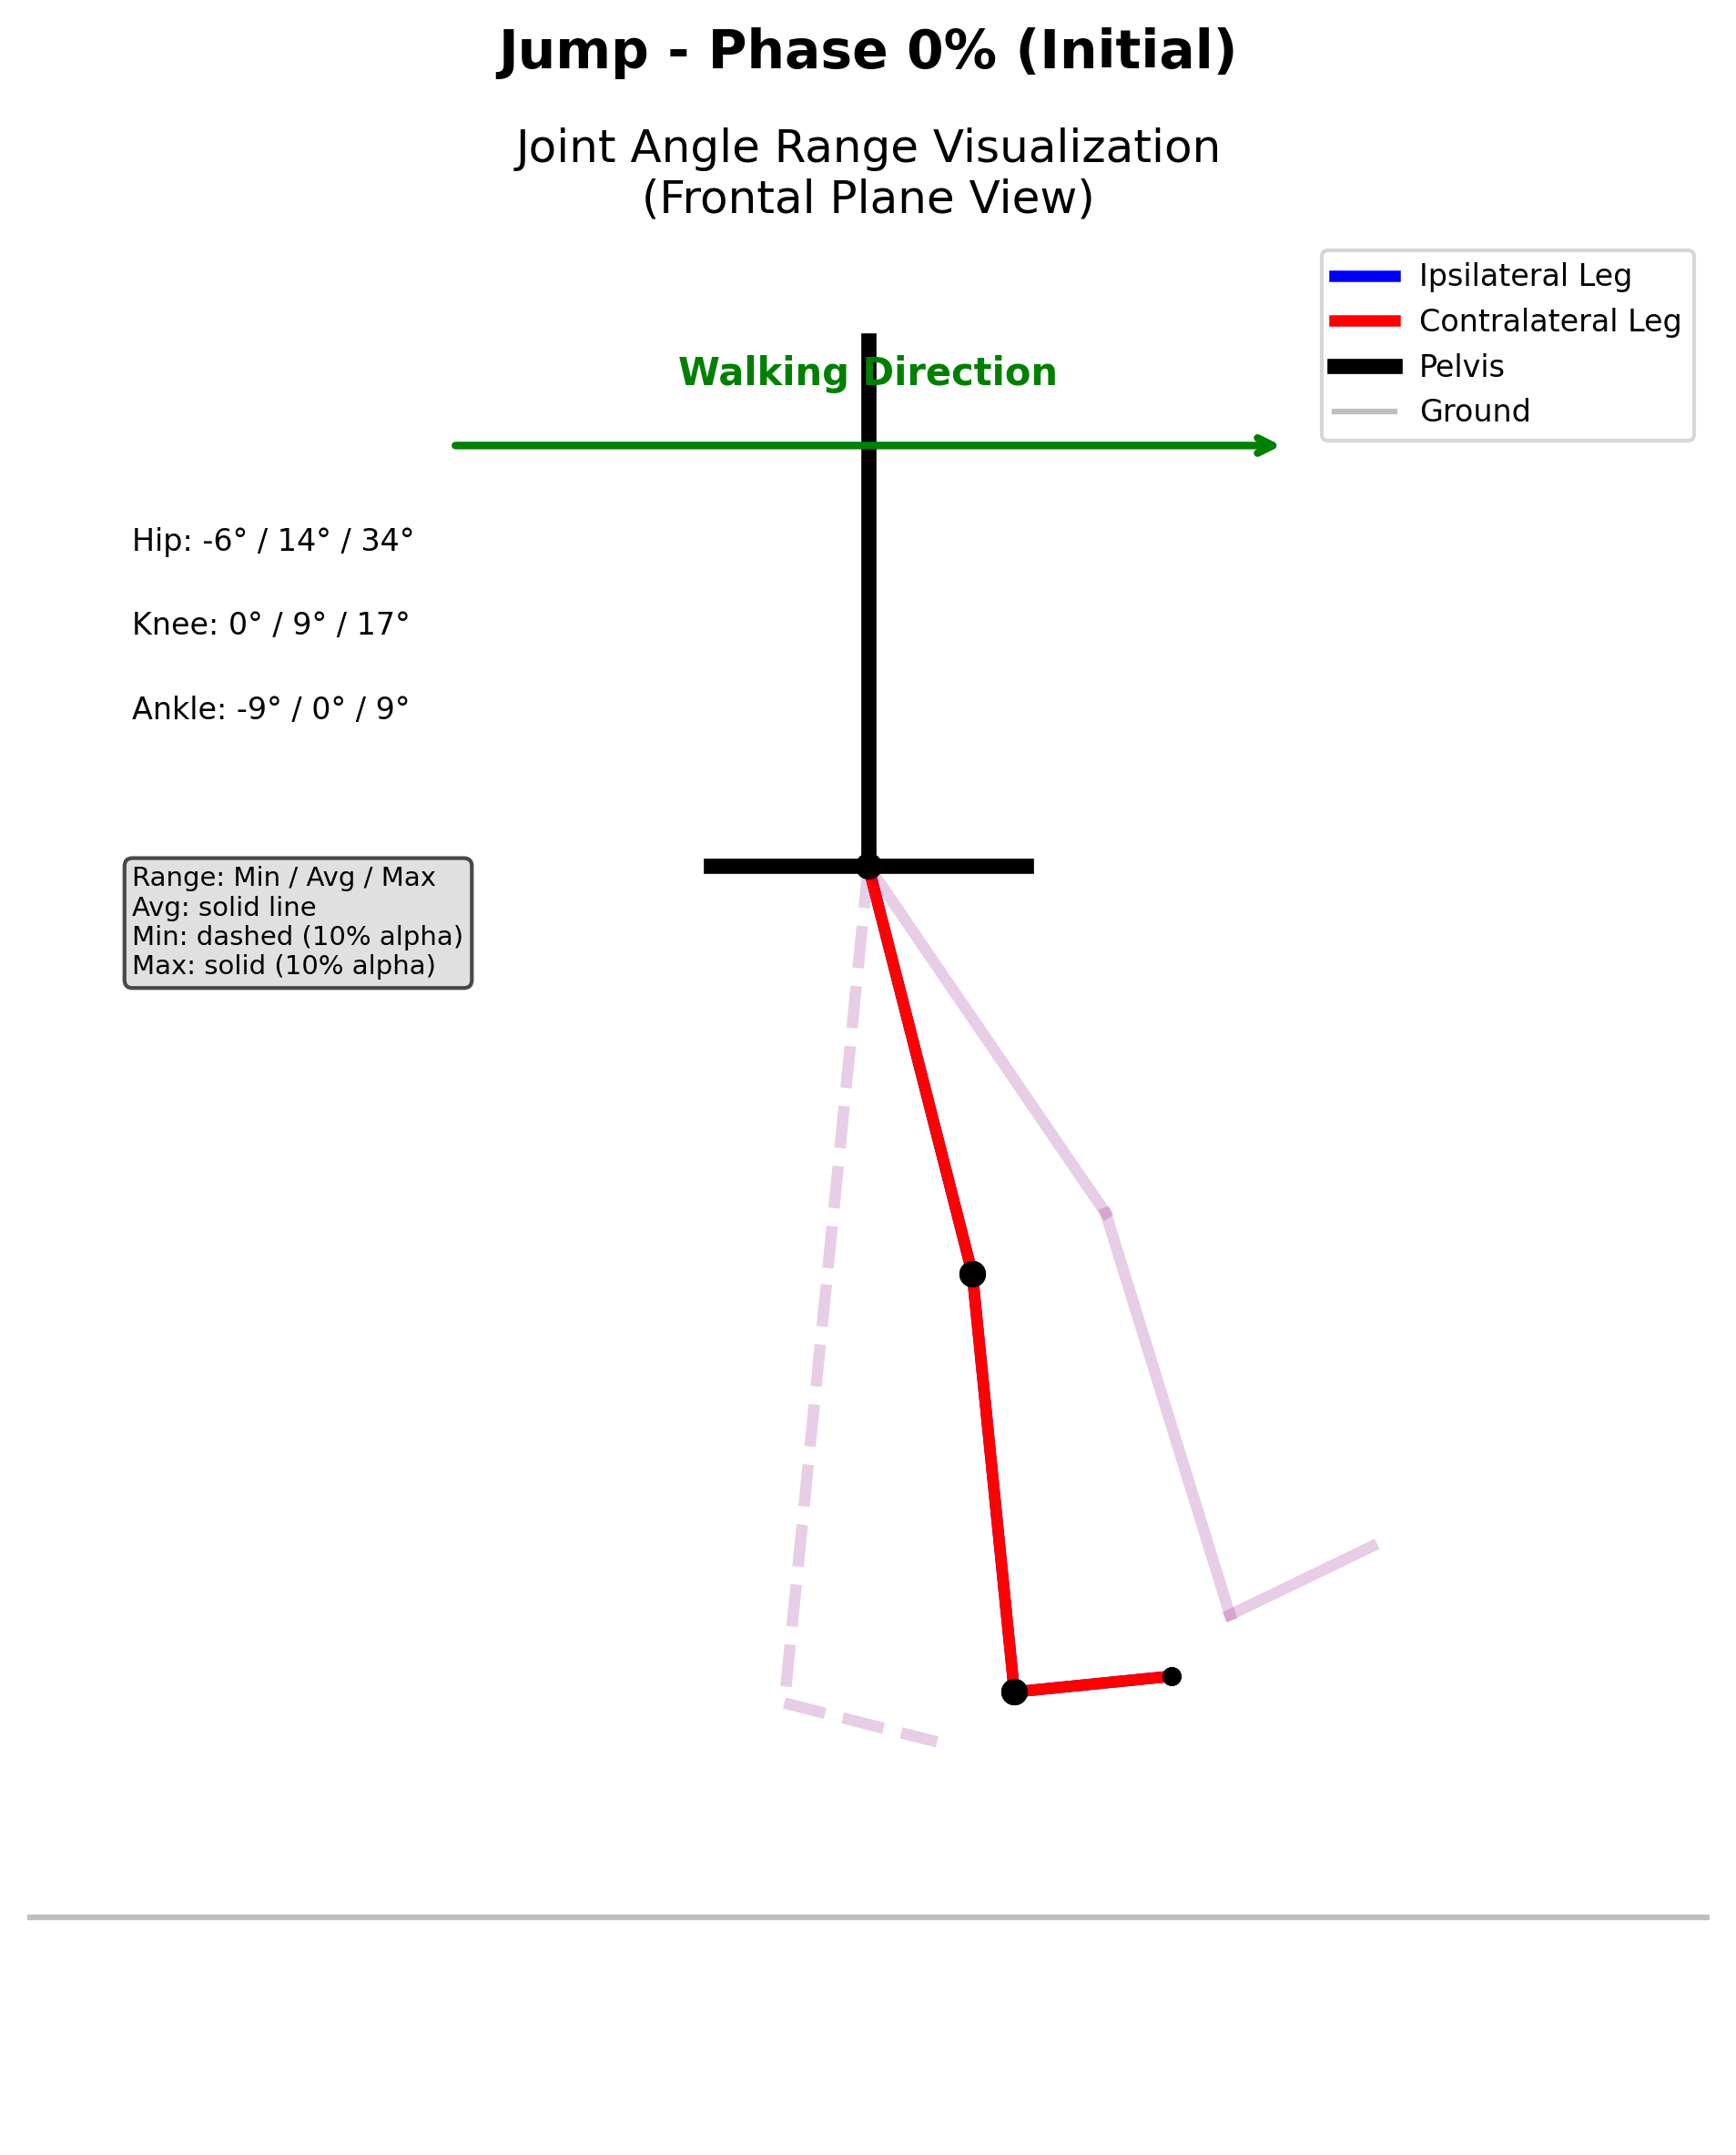 Jump - Phase 0% (Initial)
Joint Angle Range Visualization
(Frontal Plane View)
Ipsilateral Leg
Contralateral Leg
Pelvis
Ground
Walking Direction
Hip: -6° / 14° / 34°
Knee: 0° / 9° / 17°
Ankle: -9° / 0° / 9°
Range: Min / Avg / Max
Avg: solid line
Min: dashed (10% alpha)
Max: solid (10% alpha)